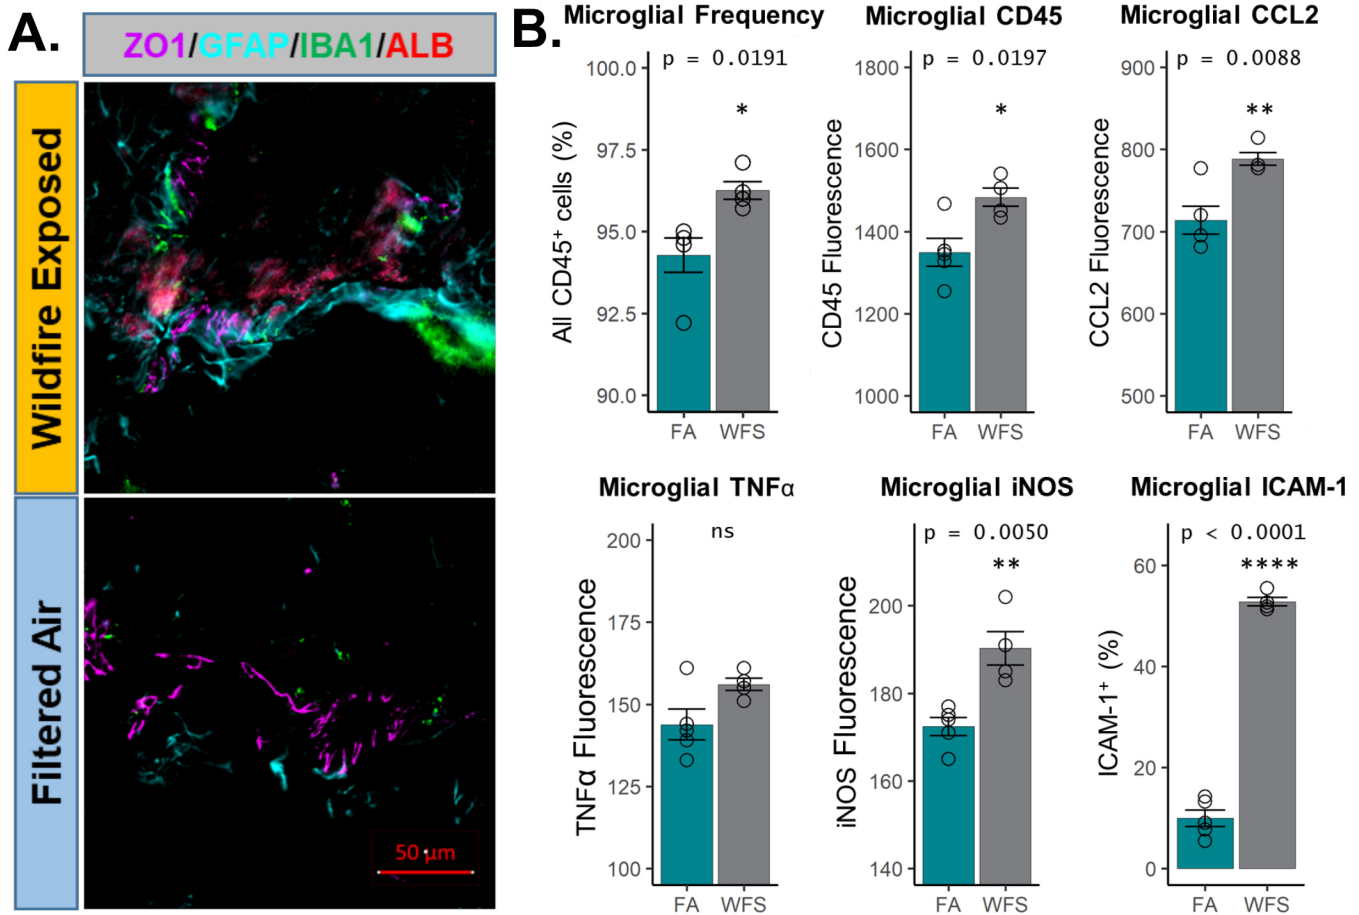 A.
ZO1/GFAP/IBA1/ALB
Wildfire Exposed
Filtered Air
50 µm
B.
Microglial Frequency
p = 0.0191
*
All CD45⁺ cells (%)
100.0
97.5
95.0
92.5
90.0
FA WFS
Microglial CD45
p = 0.0197
*
CD45 Fluorescence
1800
1600
1400
1200
1000
FA WFS
Microglial CCL2
p = 0.0088
**
CCL2 Fluorescence
900
800
700
600
500
FA WFS
Microglial TNFα
ns
TNFα Fluorescence
200
175
150
125
100
FA WFS
Microglial iNOS
p = 0.0050
**
iNOS Fluorescence
200
180
160
140
FA WFS
Microglial ICAM-1
p < 0.0001
****
ICAM-1⁺ (%)
60
40
20
0
FA WFS